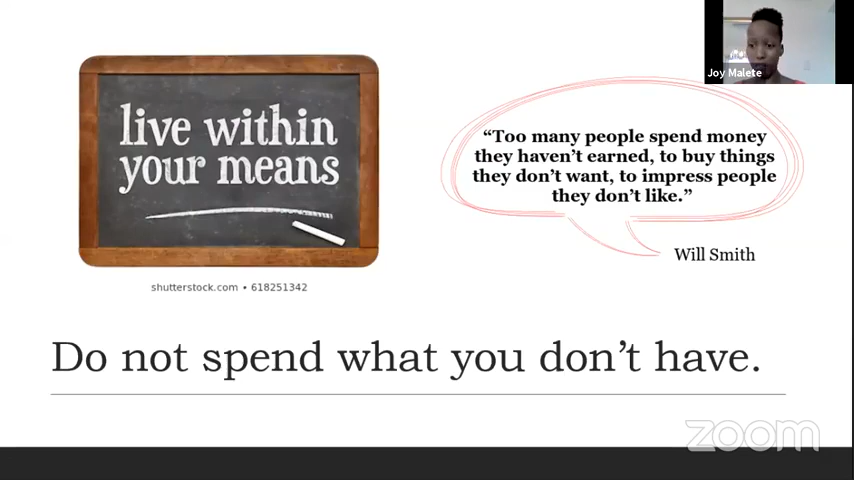 Joy Malete
live within
your means
shutterstock.com • 618251342
“Too many people spend money
they haven’t earned, to buy things
they don’t want, to impress people
they don’t like.”
Will Smith
Do not spend what you don’t have.
zoom